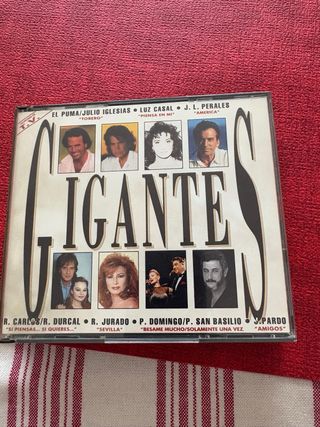 T.V.
EL PUMA/JULIO IGLESIAS • LUZ CASAL • J. L. PERALES
"TORERO" "PIENSA EN MI" "AMERICA"
GIGANTES
R. CARLOS/R. DURCAL • R. JURADO • P. DOMINGO/P. SAN BASILIO • J. PARDO
"SI PIENSAS... SI QUIERES..." "SEVILLA" "BESAME MUCHO/SOLAMENTE UNA VEZ "AMIGOS"